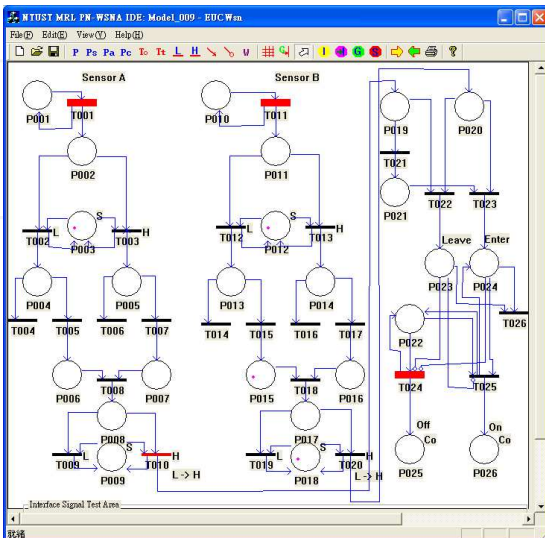 NTUST MRL PN-WSNA IDE: Model_009 - EUCWsn
File(F) Edit(E) View(Y) Help(H)
P Ps Pa Pc To Tt L H U I G S ?
Sensor A Sensor B
P001 T001 P010 T011 P019 P020
P002 P011 T021
T002 L P003 S T003 H T012 L P012 S T013 H P021 T022 T023
Leave Enter
P004 P005 P013 P014 P023 P024
T004 T005 T006 T007 T014 T015 T016 T017 P022 T026
P006 T008 P007 P015 T018 P016 T024 T025
P008 P017 Off On
T009 L P009 S T010 H T019 L P018 S T020 H Co Co
L -> H L -> H P025 P026
Interface Signal Test Area
就緒